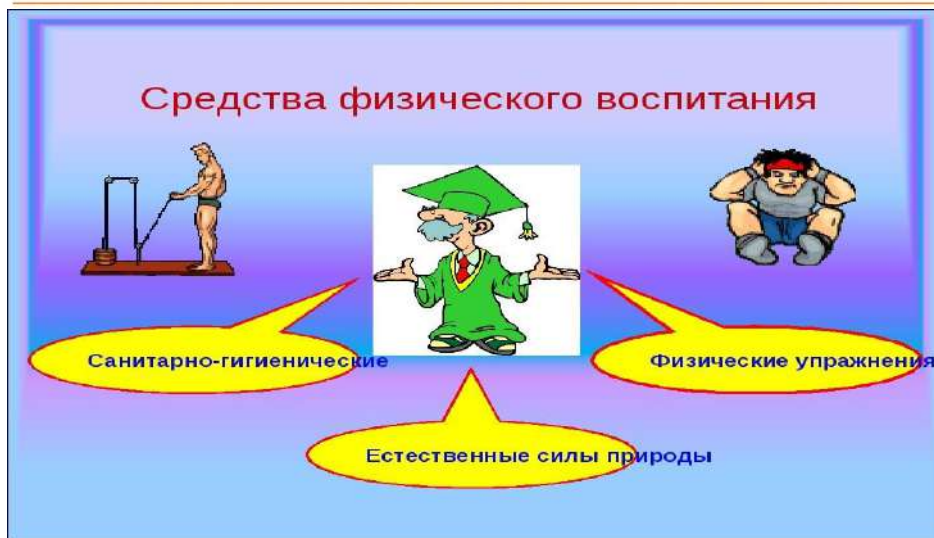 Средства физического воспитания
Санитарно-гигиенические
Физические упражнения
Естественные силы природы